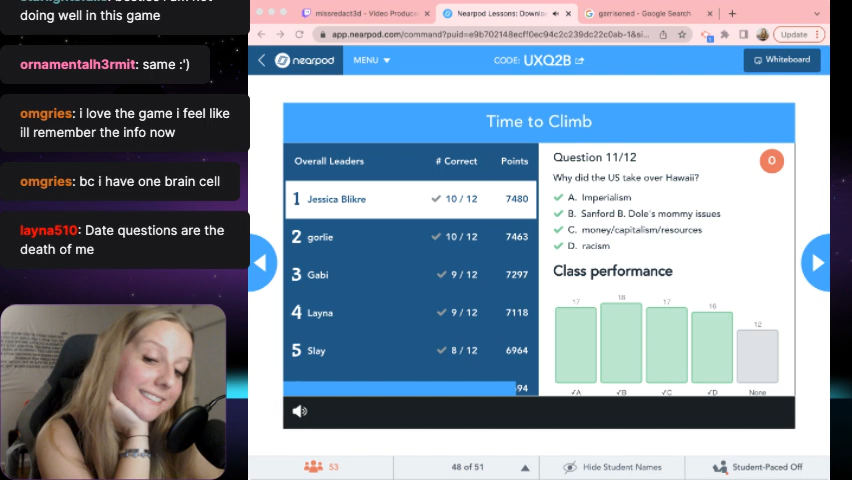 doing well in this game
ornamentalh3rmit: same :')
omgries: i love the game i feel like
ill remember the info now
omgries: bc i have one brain cell
layna510: Date questions are the
death of me
missredact3d - Video Produce
Nearpod Lessons: Downl
garrisoned - Google Search
app.nearpod.com/command?puid=e9b702148ecff0ec94c2c239dc22c0ab-1&si...
Update
nearpod
MENU
CODE: UXQ2B
Whiteboard
Time to Climb
Overall Leaders
# Correct
Points
1 Jessica Blikre 10 / 12 7480
2 gorlie 10 / 12 7463
3 Gabi 9 / 12 7297
4 Layna 9 / 12 7118
5 Slay 8 / 12 6964
94
Question 11/12
0
Why did the US take over Hawaii?
A. Imperialism
B. Sanford B. Dole's mommy issues
C. money/capitalism/resources
D. racism
Class performance
17 18 17 16 12
✓A ✓B ✓C ✓D None
53
48 of 51
Hide Student Names
Student-Paced Off